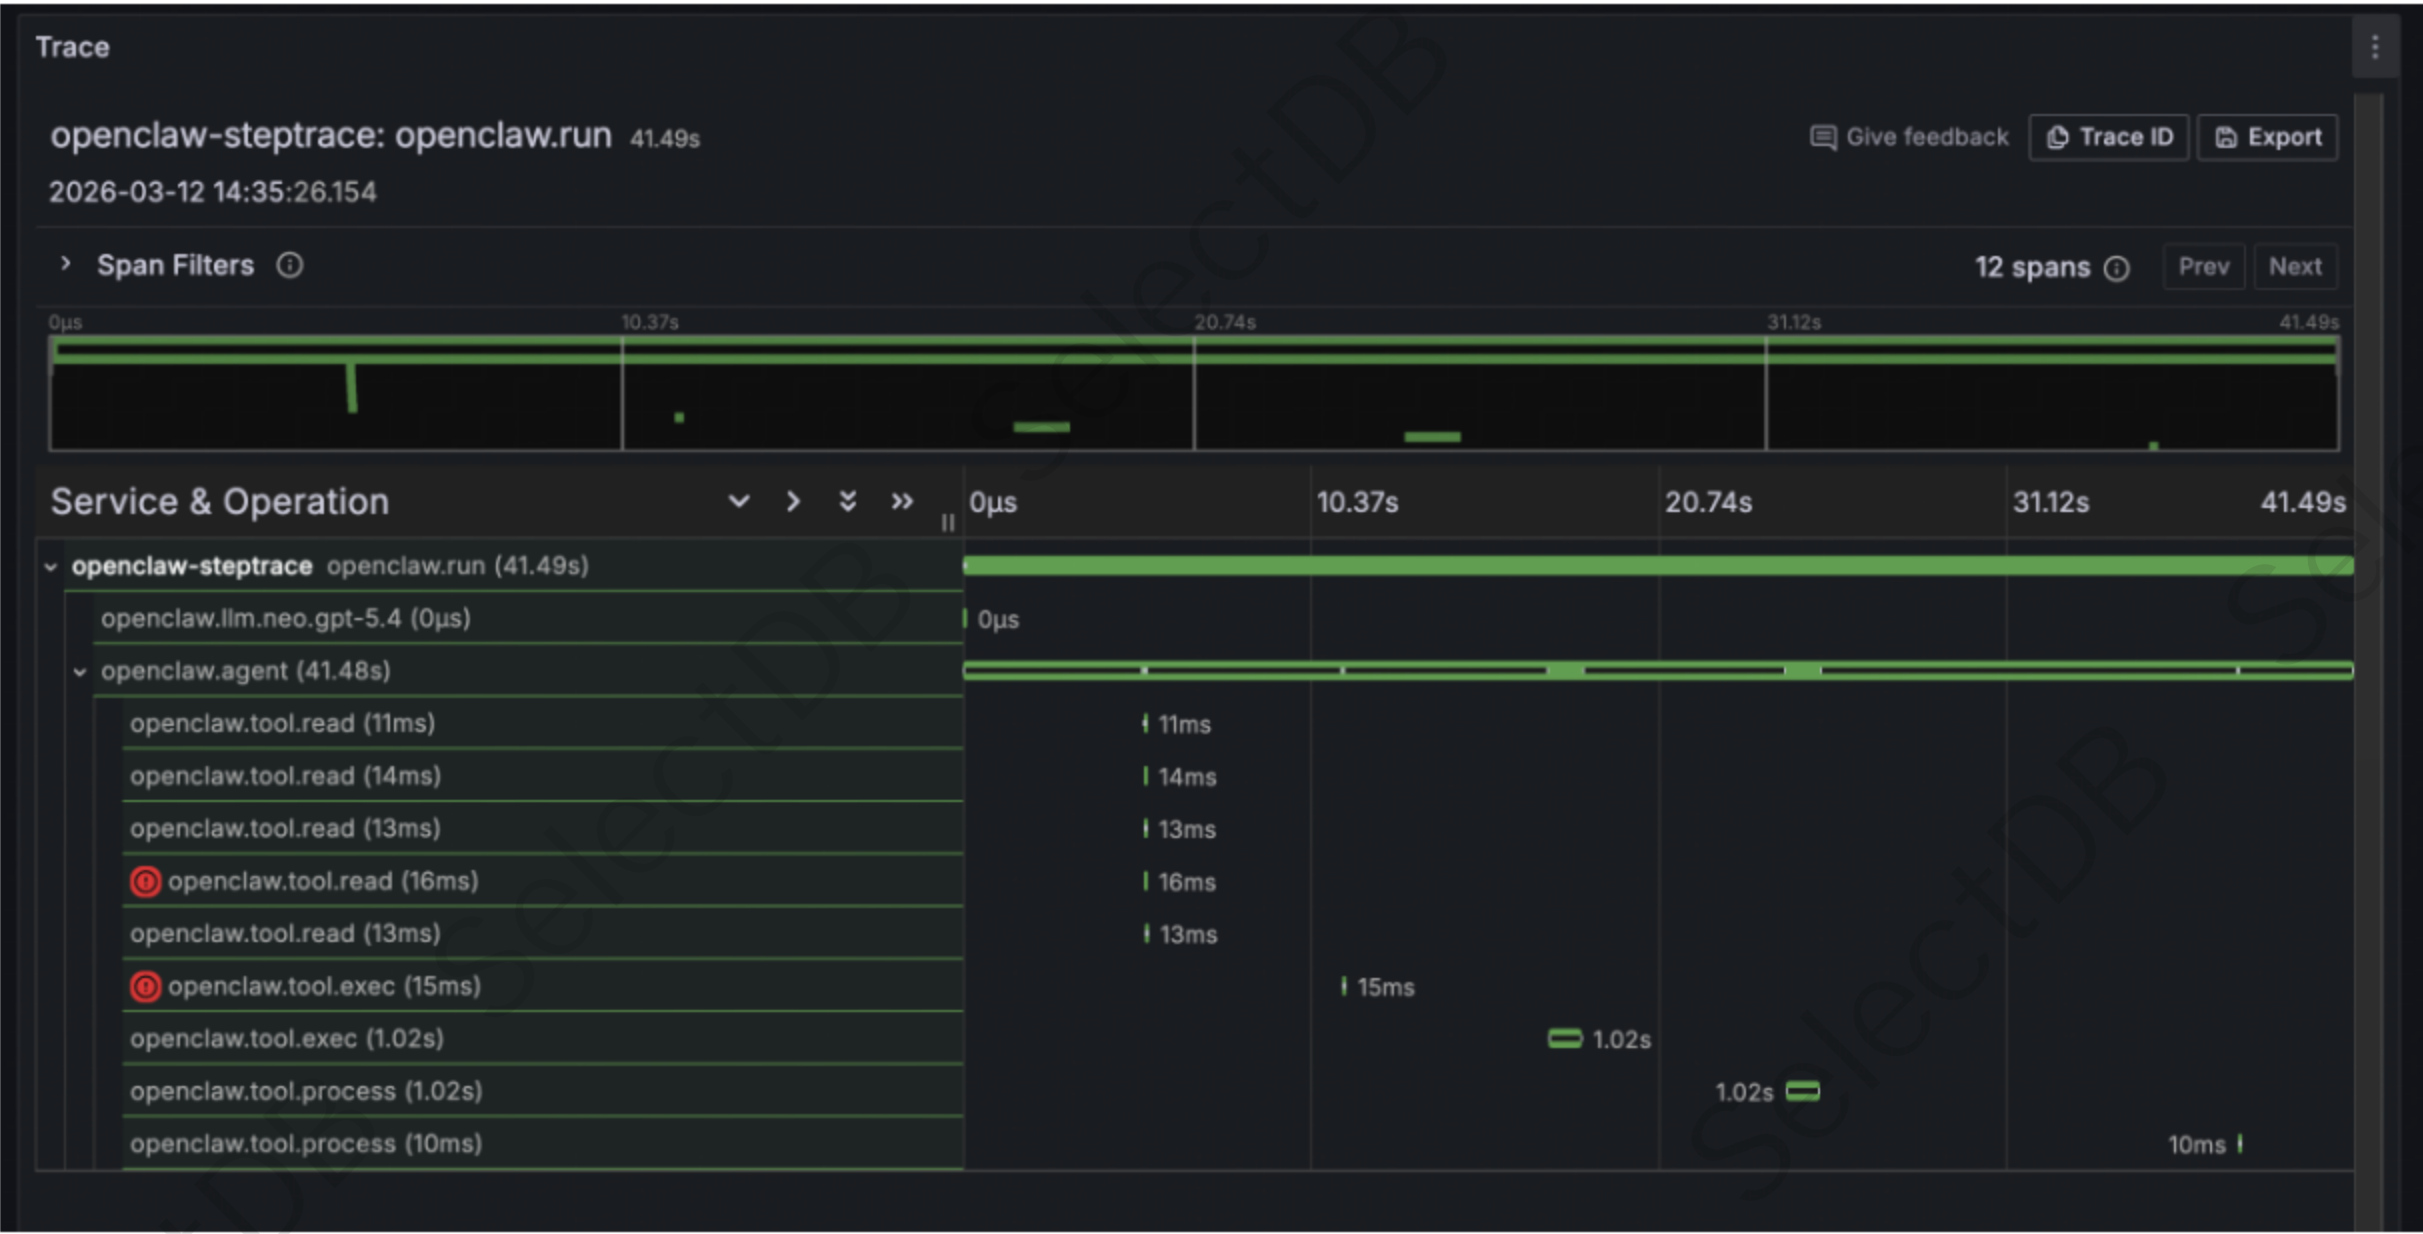 Trace
openclaw-steptrace: openclaw.run 41.49s
Give feedback Trace ID Export
2026-03-12 14:35:26.154
Span Filters
12 spans Prev Next
0μs 10.37s 20.74s 31.12s 41.49s
Service & Operation 0μs 10.37s 20.74s 31.12s 41.49s
openclaw-steptrace openclaw.run (41.49s)
openclaw.llm.neo.gpt-5.4 (0μs) 0μs
openclaw.agent (41.48s)
openclaw.tool.read (11ms) 11ms
openclaw.tool.read (14ms) 14ms
openclaw.tool.read (13ms) 13ms
openclaw.tool.read (16ms) 16ms
openclaw.tool.read (13ms) 13ms
openclaw.tool.exec (15ms) 15ms
openclaw.tool.exec (1.02s) 1.02s
openclaw.tool.process (1.02s) 1.02s
openclaw.tool.process (10ms) 10ms
SelectDB
SelectDB
SelectDB
Sele
ectDB